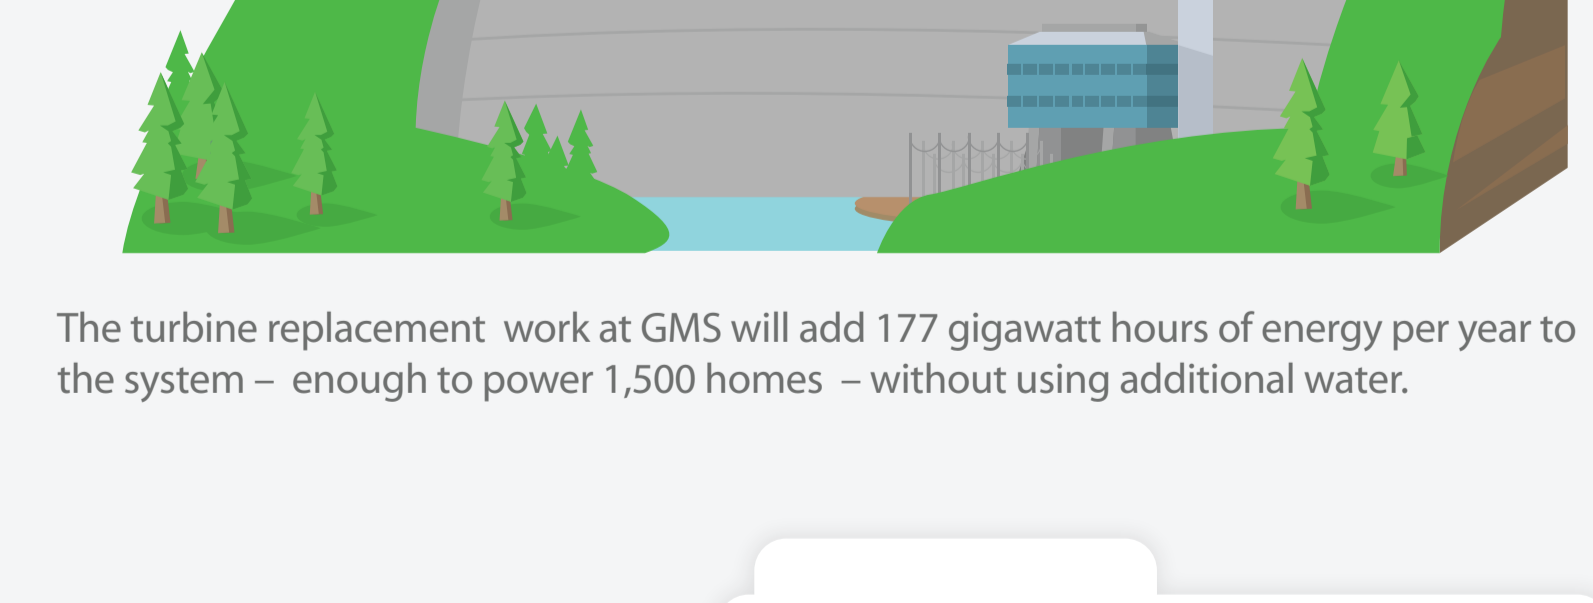 The turbine replacement  work at GMS will add 177 gigawatt hours of energy per year to
the system –  enough to power 1,500 homes  – without using additional water.